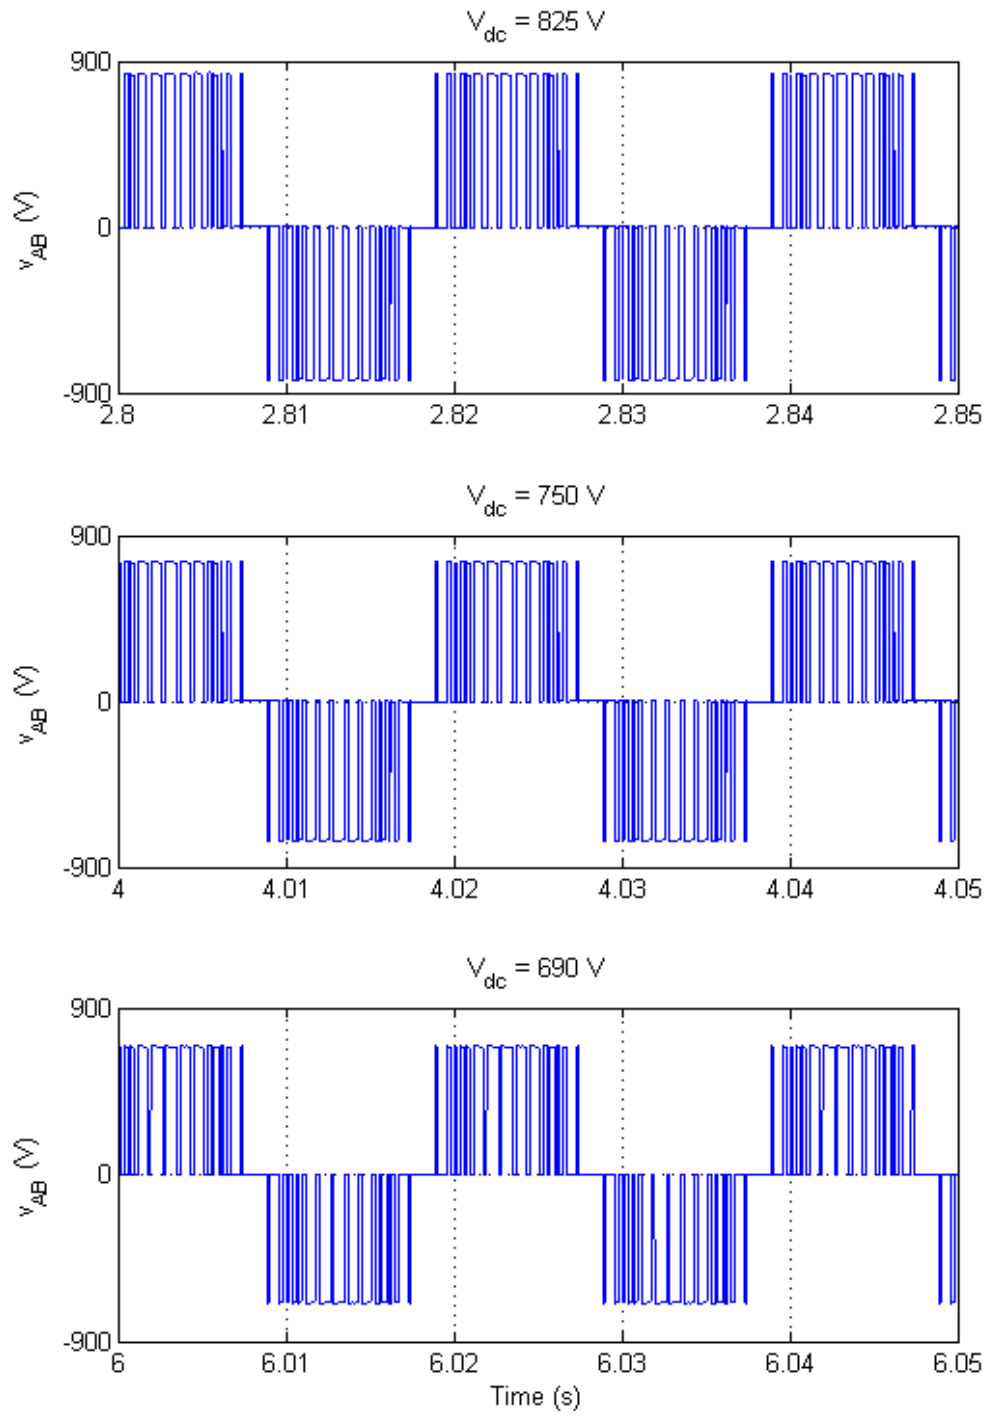 V_dc = 825 V
900
0
-900
v_AB (V)
2.8 2.81 2.82 2.83 2.84 2.85
V_dc = 750 V
900
0
-900
v_AB (V)
4 4.01 4.02 4.03 4.04 4.05
V_dc = 690 V
900
0
-900
v_AB (V)
6 6.01 6.02 6.03 6.04 6.05
Time (s)